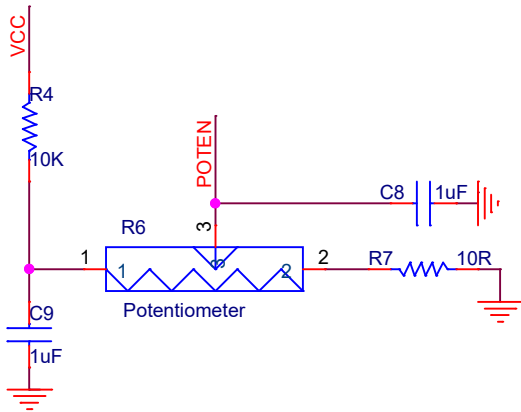 VCC
R4
10K
POTEN
C8
1uF
R6
3
1
1
3
2
2
R7
10R
Potentiometer
C9
1uF